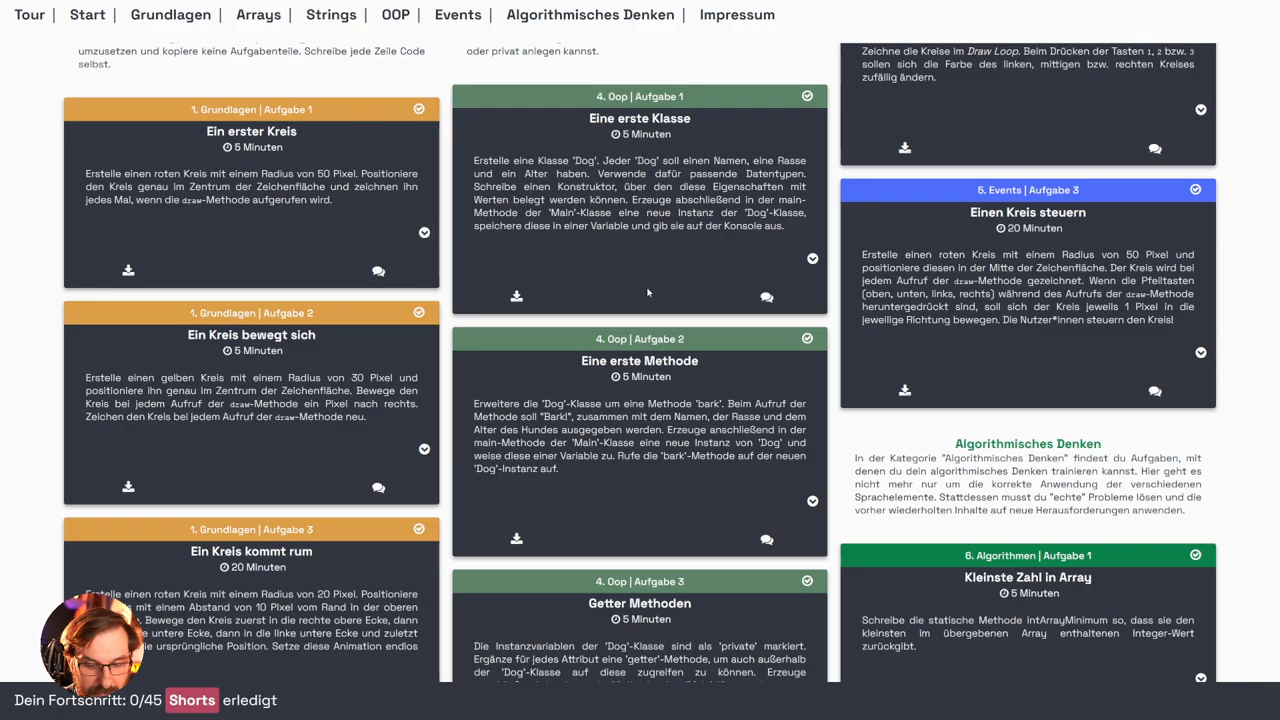 Tour | Start | Grundlagen | Arrays | Strings | OOP | Events | Algorithmisches Denken | Impressum
umzusetzen und kopiere keine Aufgabenteile. Schreibe jede Zeile Code
selbst.
1. Grundlagen | Aufgabe 1
Ein erster Kreis
5 Minuten
Erstelle einen roten Kreis mit einem Radius von 50 Pixel. Positioniere
den Kreis genau im Zentrum der Zeichenfläche und zeichnen ihn
jedes Mal, wenn die draw-Methode aufgerufen wird.
1. Grundlagen | Aufgabe 2
Ein Kreis bewegt sich
5 Minuten
Erstelle einen gelben Kreis mit einem Radius von 30 Pixel und
positioniere ihn genau im Zentrum der Zeichenfläche. Bewege den
Kreis bei jedem Aufruf der draw-Methode ein Pixel nach rechts.
Zeichen den Kreis bei jedem Aufruf der draw-Methode neu.
1. Grundlagen | Aufgabe 3
Ein Kreis kommt rum
20 Minuten
Erstelle einen roten Kreis mit einem Radius von 20 Pixel. Positioniere
mit einem Abstand von 10 Pixel vom Rand in der oberen
Bewege den Kreis zuerst in die rechte obere Ecke, dann
untere Ecke, dann in die linke untere Ecke und zuletzt
ursprüngliche Position. Setze diese Animation endlos
oder privat anlegen kannst.
4. Oop | Aufgabe 1
Eine erste Klasse
5 Minuten
Erstelle eine Klasse 'Dog'. Jeder 'Dog' soll einen Namen, eine Rasse
und ein Alter haben. Verwende dafür passende Datentypen.
Schreibe einen Konstruktor, über den diese Eigenschaften mit
Werten belegt werden können. Erzeuge abschließend in der main-
Methode der 'Main'-Klasse eine neue Instanz der 'Dog'-Klasse,
speichere diese in einer Variable und gib sie auf der Konsole aus.
4. Oop | Aufgabe 2
Eine erste Methode
5 Minuten
Erweitere die 'Dog'-Klasse um eine Methode 'bark'. Beim Aufruf der
Methode soll "Bark!", zusammen mit dem Namen, der Rasse und dem
Alter des Hundes ausgegeben werden. Erzeuge anschließend in der
main-Methode der 'Main'-Klasse eine neue Instanz von 'Dog' und
weise diese einer Variable zu. Rufe die 'bark'-Methode auf der neuen
'Dog'-Instanz auf.
4. Oop | Aufgabe 3
Getter Methoden
5 Minuten
Die Instanzvariablen der 'Dog'-Klasse sind als 'private' markiert.
Ergänze für jedes Attribut eine 'getter'-Methode, um auch außerhalb
der 'Dog'-Klasse auf diese zugreifen zu können. Erzeuge
Zeichne die Kreise im Draw Loop. Beim Drücken der Tasten 1, 2 bzw. 3
sollen sich die Farbe des linken, mittigen bzw. rechten Kreises
zufällig ändern.
5. Events | Aufgabe 3
Einen Kreis steuern
20 Minuten
Erstelle einen roten Kreis mit einem Radius von 50 Pixel und
positioniere diesen in der Mitte der Zeichenfläche. Der Kreis wird bei
jedem Aufruf der draw-Methode gezeichnet. Wenn die Pfeiltasten
(oben, unten, links, rechts) während des Aufrufs der draw-Methode
heruntergedrückt sind, soll sich der Kreis jeweils 1 Pixel in die
jeweilige Richtung bewegen. Die Nutzer*innen steuern den Kreis!
Algorithmisches Denken
In der Kategorie "Algorithmisches Denken" findest du Aufgaben, mit
denen du dein algorithmisches Denken trainieren kannst. Hier geht es
nicht mehr nur um die korrekte Anwendung der verschiedenen
Sprachelemente. Stattdessen musst du "echte" Probleme lösen und die
vorher wiederholten Inhalte auf neue Herausforderungen anwenden.
6. Algorithmen | Aufgabe 1
Kleinste Zahl in Array
5 Minuten
Schreibe die statische Methode intArrayMinimum so, dass sie den
kleinsten im übergebenen Array enthaltenen Integer-Wert
zurückgibt.
Dein Fortschritt: 0/45 Shorts erledigt